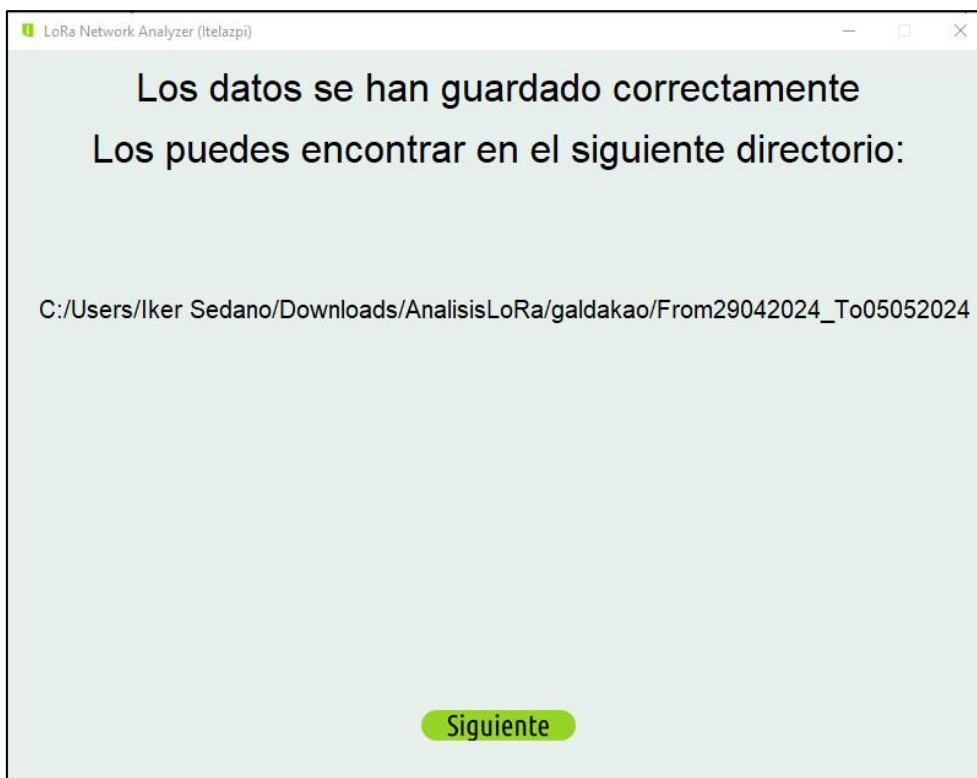 LoRa Network Analyzer (Itelazpi)
Los datos se han guardado correctamente
Los puedes encontrar en el siguiente directorio:
C:/Users/Iker Sedano/Downloads/AnalisisLoRa/galdakao/From29042024_To05052024
Siguiente